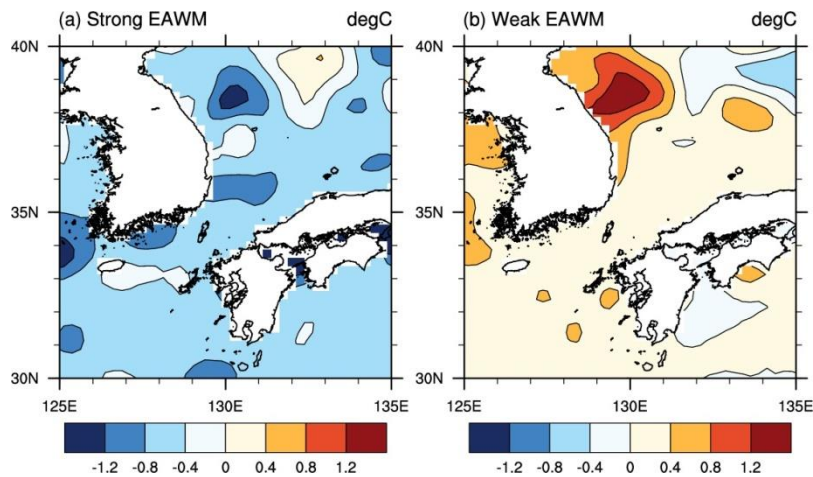 (a) Strong EAWM degC
(b) Weak EAWM degC
40N
35N
30N
125E 130E 135E
40N
35N
30N
125E 130E 135E
-1.2 -0.8 -0.4 0 0.4 0.8 1.2
-1.2 -0.8 -0.4 0 0.4 0.8 1.2